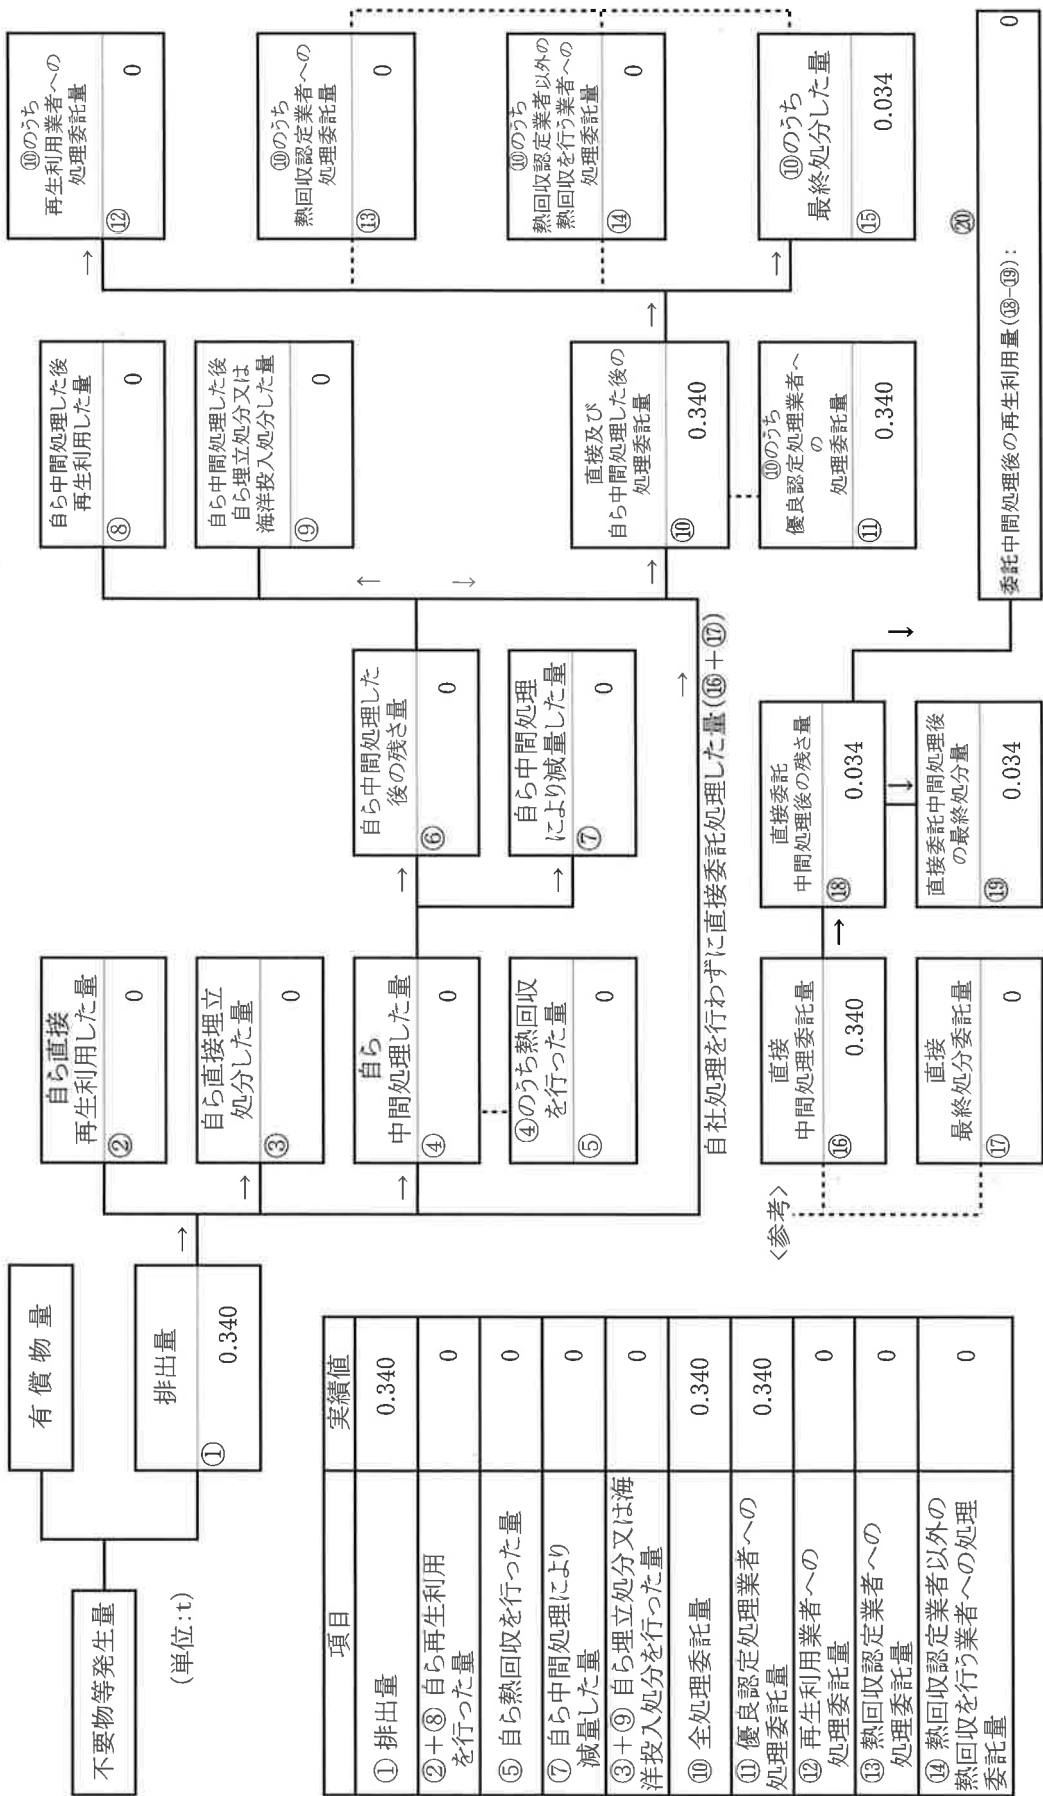 不要物等発生量
(単位:t)
有償物量
排出量
① 0.340
自ら直接
再生利用した量
② 0
自ら直接埋立
処分した量
③ 0
自ら
中間処理した量
④ 0
④のうち熱回収
を行った量
⑤ 0
自ら中間処理した
後の残さ量
⑥ 0
自ら中間処理
により減量した量
⑦ 0
自ら中間処理した後
再生利用した量
⑧ 0
自ら中間処理した後
自ら埋立処分又は
海洋投入処分した量
⑨ 0
直接及び
自ら中間処理した後の
処理委託量
⑩ 0.340
⑩のうち
優良認定処理業者へ
の
処理委託量
⑪ 0.340
⑩のうち
再生利用業者への
処理委託量
⑫ 0
⑩のうち
熱回収認定業者への
処理委託量
⑬ 0
⑩のうち
熱回収認定業者以外の
熱回収を行う業者への
処理委託量
⑭ 0
⑩のうち
最終処分した量
⑮ 0.034
自社処理を行わずに直接委託処理した量(⑯+⑰)
<参考>
直接
中間処理委託量
⑯ 0.340
直接
最終処分委託量
⑰ 0
直接委託
中間処理後の残さ量
⑱ 0.034
直接委託中間処理後
の最終処分量
⑲ 0.034
⑳
委託中間処理後の再生利用量(⑱-⑲): 0
項目 実績値
① 排出量 0.340
②+⑧ 自ら再生利用
を行った量 0
⑤ 自ら熱回収を行った量 0
⑦ 自ら中間処理により
減量した量 0
③+⑨ 自ら埋立処分又は海
洋投入処分を行った量 0
⑩ 全処理委託量 0.340
⑪ 優良認定処理業者への
処理委託量 0.340
⑫ 再生利用業者への
処理委託量 0
⑬ 熱回収認定業者への
処理委託量 0
⑭ 熱回収認定業者以外の
熱回収を行う業者への処理
委託量 0